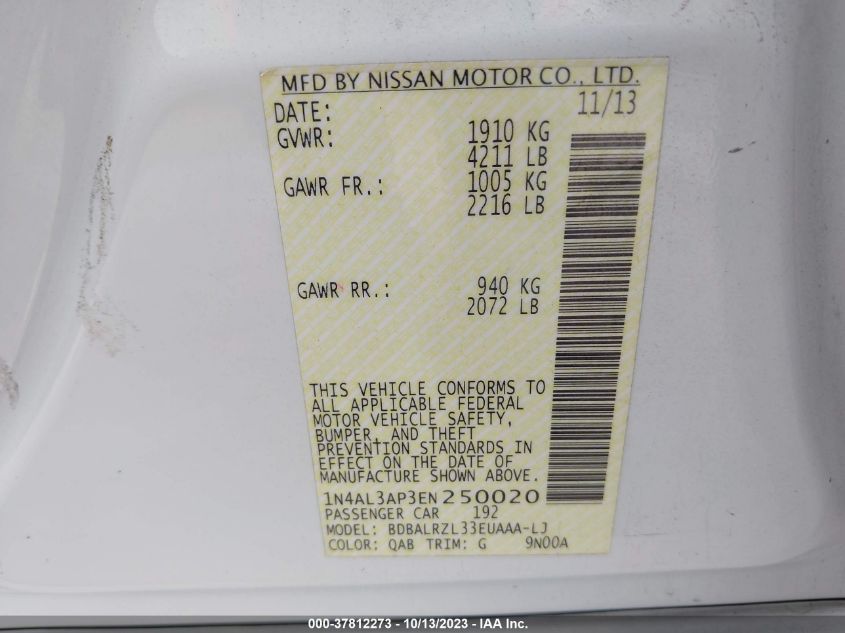 MFD BY NISSAN MOTOR CO., LTD.
DATE: 11/13
GVWR: 1910 KG
4211 LB
GAWR FR.: 1005 KG
2216 LB
GAWR RR.: 940 KG
2072 LB
THIS VEHICLE CONFORMS TO
ALL APPLICABLE FEDERAL
MOTOR VEHICLE SAFETY,
BUMPER, AND THEFT
PREVENTION STANDARDS IN
EFFECT ON THE DATE OF
MANUFACTURE SHOWN ABOVE.
1N4AL3AP3EN250020
PASSENGER CAR 192
MODEL: BDBALRZL33EUAAA-LJ
COLOR: QAB TRIM: G 9N00A
000-37812273 - 10/13/2023 - IAA Inc.